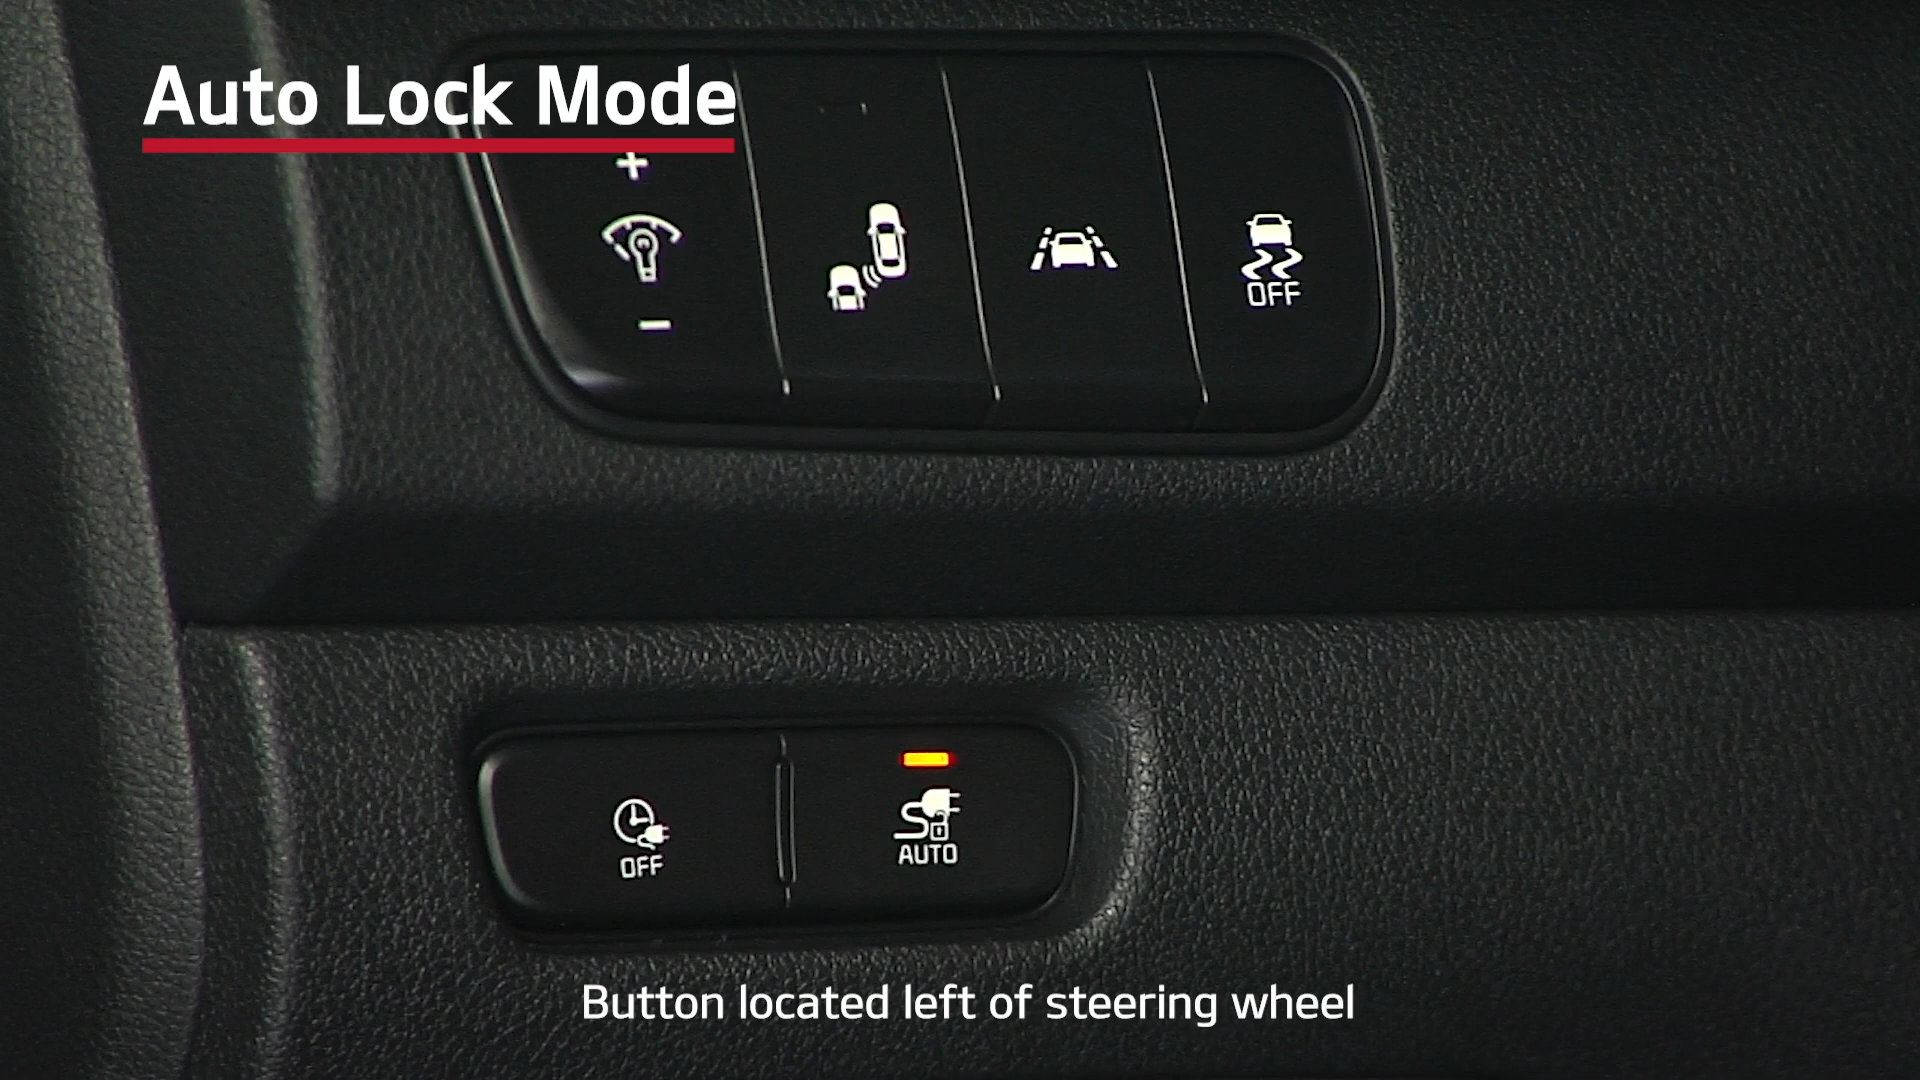 Auto Lock Mode
+
−
OFF
OFF
AUTO
Button located left of steering wheel